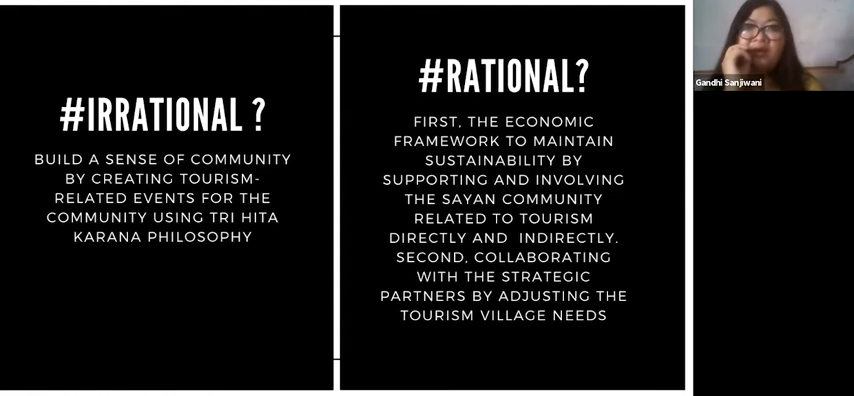 #IRRATIONAL ?
BUILD A SENSE OF COMMUNITY
BY CREATING TOURISM-
RELATED EVENTS FOR THE
COMMUNITY USING TRI HITA
KARANA PHILOSOPHY
#RATIONAL?
FIRST, THE ECONOMIC
FRAMEWORK TO MAINTAIN
SUSTAINABILITY BY
SUPPORTING AND INVOLVING
THE SAYAN COMMUNITY
RELATED TO TOURISM
DIRECTLY AND INDIRECTLY.
SECOND, COLLABORATING
WITH THE STRATEGIC
PARTNERS BY ADJUSTING THE
TOURISM VILLAGE NEEDS
Gandhi Sanjiwani